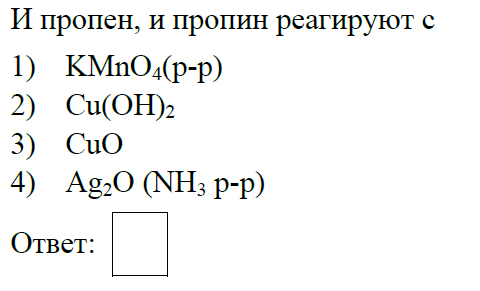 И пропен, и пропин реагируют с
1) KMnO₄(р-р)
2) Cu(OH)₂
3) CuO
4) Ag₂O (NH₃ р-р)
Ответ: